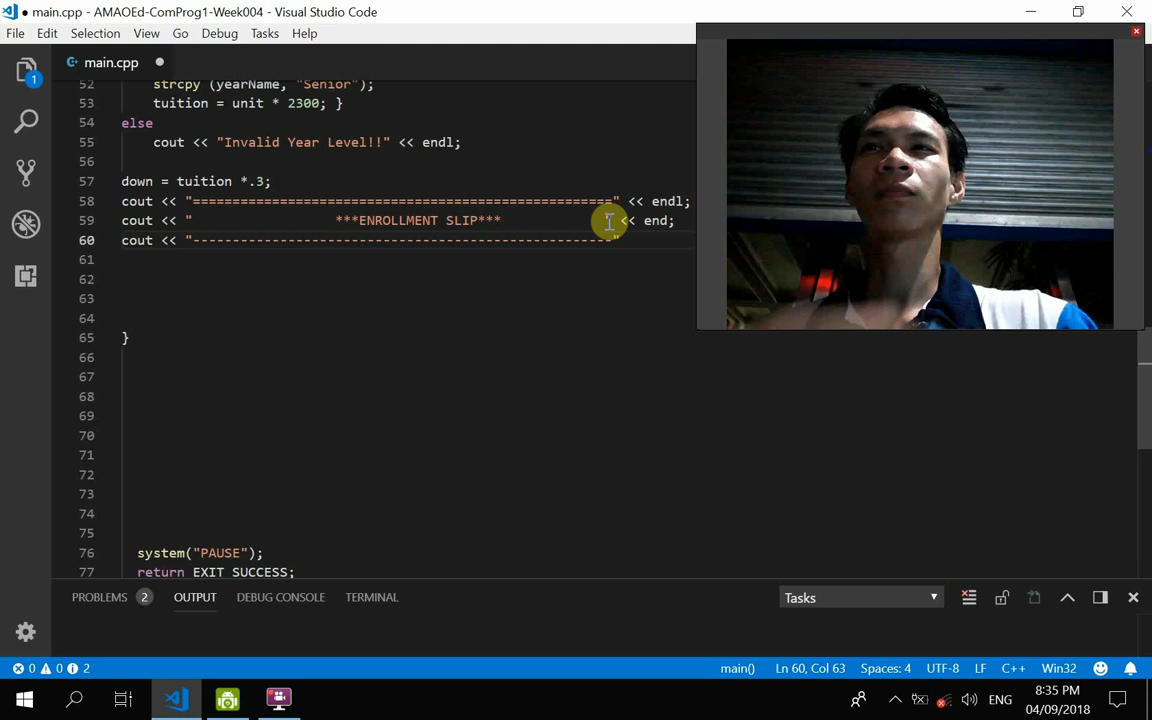 ● main.cpp - AMAOEd-ComProg1-Week004 - Visual Studio Code
File Edit Selection View Go Debug Tasks Help
main.cpp ●
52 strcpy (yearName, "Senior");
53 tuition = unit * 2300; }
54 else
55 cout << "Invalid Year Level!!" << endl;
56
57 down = tuition *.3;
58 cout << "=====================================================" << endl;
59 cout << "                  ***ENROLLMENT SLIP***             " << end;
60 cout << "-----------------------------------------------------"
61
62
63
64
65 }
66
67
68
69
70
71
72
73
74
75
76 system("PAUSE");
77 return EXIT_SUCCESS;
1
PROBLEMS 2 OUTPUT DEBUG CONSOLE TERMINAL Tasks
0 0 2 main() Ln 60, Col 63 Spaces: 4 UTF-8 LF C++ Win32
ENG 8:35 PM
04/09/2018